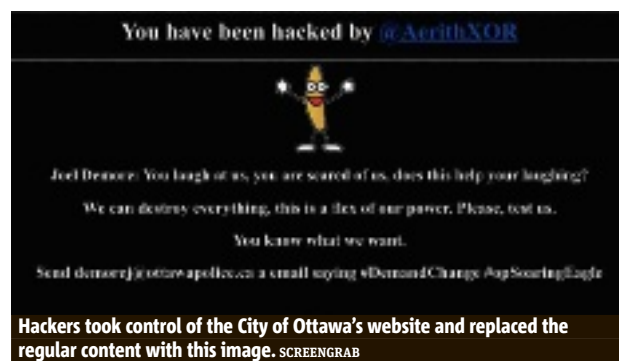 You have been hacked by @AerithXOR
Joel Demore: You laugh at us, you are scared of us, does this help your laughing?
We can destroy everything, this is a flex of our power. Please, test us.
You know what we want.
Send demorej@ottawapolice.ca a email saying #DemandChange #opSoaringEagle
Hackers took control of the City of Ottawa’s website and replaced the
regular content with this image. SCREENGRAB